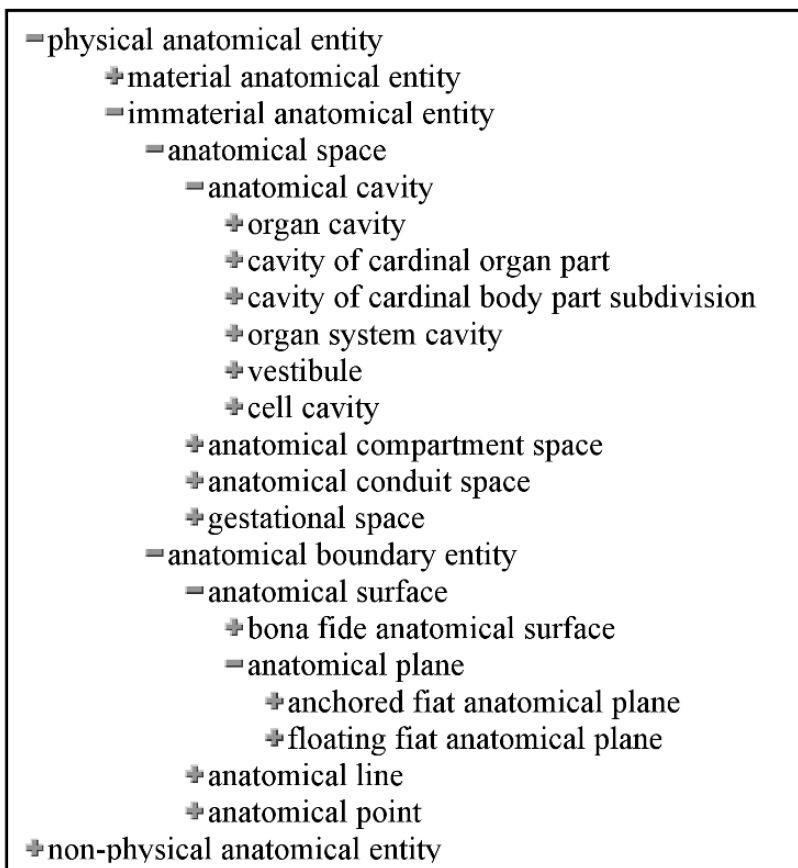 physical anatomical entity
material anatomical entity
immaterial anatomical entity
anatomical space
anatomical cavity
organ cavity
cavity of cardinal organ part
cavity of cardinal body part subdivision
organ system cavity
vestibule
cell cavity
anatomical compartment space
anatomical conduit space
gestational space
anatomical boundary entity
anatomical surface
bona fide anatomical surface
anatomical plane
anchored fiat anatomical plane
floating fiat anatomical plane
anatomical line
anatomical point
non-physical anatomical entity